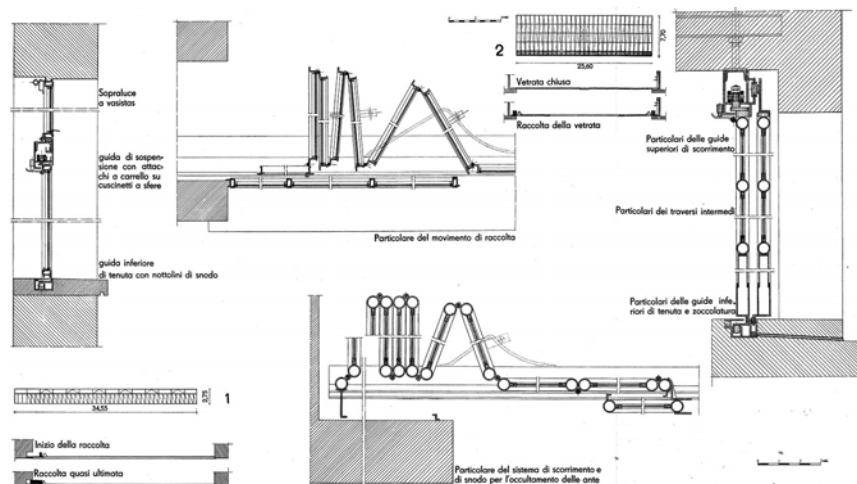 Sopraluce
a vasistas
guida di sospen-
sione con attac-
chi a carrello su
cuscinetti a sfere
guida inferiore
di tenuta con nottolini di snodo
Particolare del movimento di raccolta
2
25,60
7,70
Vetrata chiusa
Raccolta della vetrata
Particolari delle guide
superiori di scorrimento
Particolari dei traversi intermedi
Particolari delle guide infe,
riori di tenuta e zoccolatura
1
34,55
2,75
Inizio della raccolta
Raccolta quasi ultimata
Particolare del sistema di scorrimento e
di snodo per l'occultamento delle ante